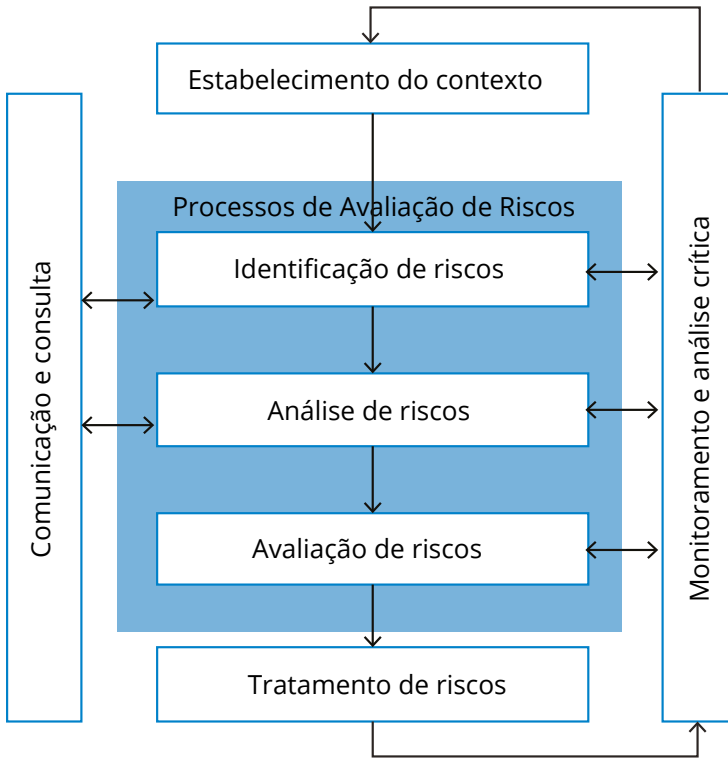 Estabelecimento do contexto
Processos de Avaliação de Riscos
Identificação de riscos
Análise de riscos
Avaliação de riscos
Tratamento de riscos
Comunicação e consulta
Monitoramento e análise crítica